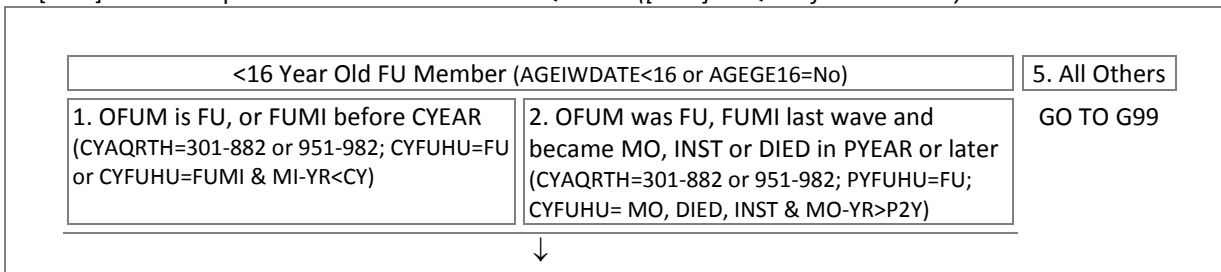 <16 Year Old FU Member (AGEIWDATE<16 or AGEGE16=No)
5. All Others
1. OFUM is FU, or FUMI before CYEAR
(CYAQRTH=301-882 or 951-982; CYFUHU=FU
or CYFUHU=FUMI & MI-YR<CY)
2. OFUM was FU, FUMI last wave and
became MO, INST or DIED in PYEAR or later
(CYAQRTH=301-882 or 951-982; PYFUHU=FU;
CYFUHU= MO, DIED, INST & MO-YR>P2Y)
GO TO G99
↓